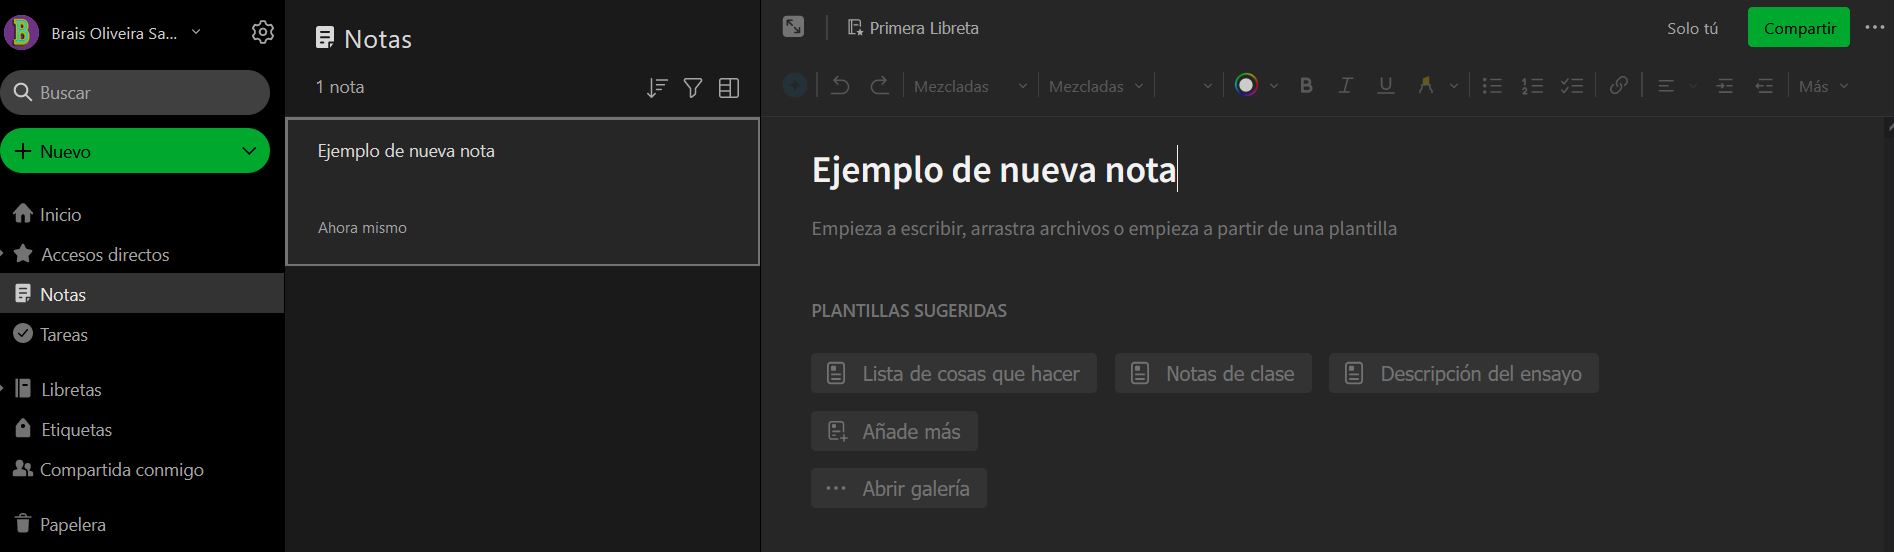 B
Brais Oliveira Sa...
Buscar
Nuevo
Inicio
Accesos directos
Notas
Tareas
Libretas
Etiquetas
Compartida conmigo
Papelera
Notas
1 nota
Ejemplo de nueva nota
Ahora mismo
Primera Libreta
Solo tú
Compartir
Mezcladas
Mezcladas
B I U A
Más
Ejemplo de nueva nota
Empieza a escribir, arrastra archivos o empieza a partir de una plantilla
PLANTILLAS SUGERIDAS
Lista de cosas que hacer
Notas de clase
Descripción del ensayo
Añade más
Abrir galería